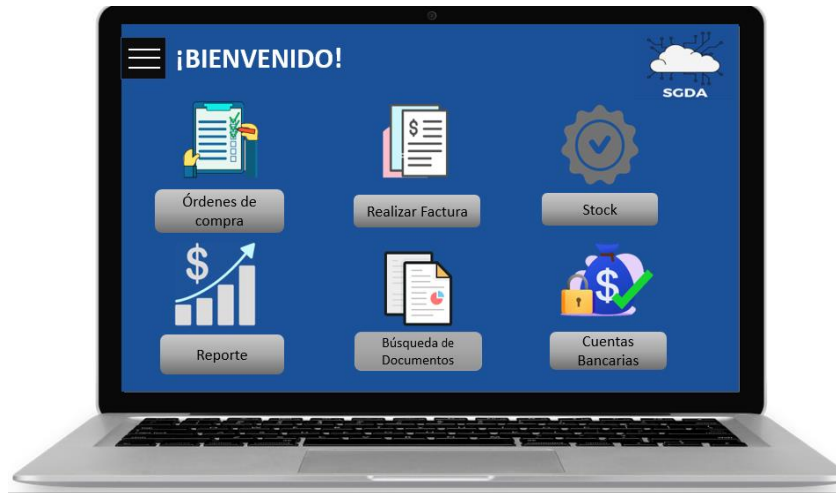 ¡BIENVENIDO!
SGDA
Órdenes de
compra
Realizar Factura
Stock
Reporte
Búsqueda de
Documentos
Cuentas
Bancarias